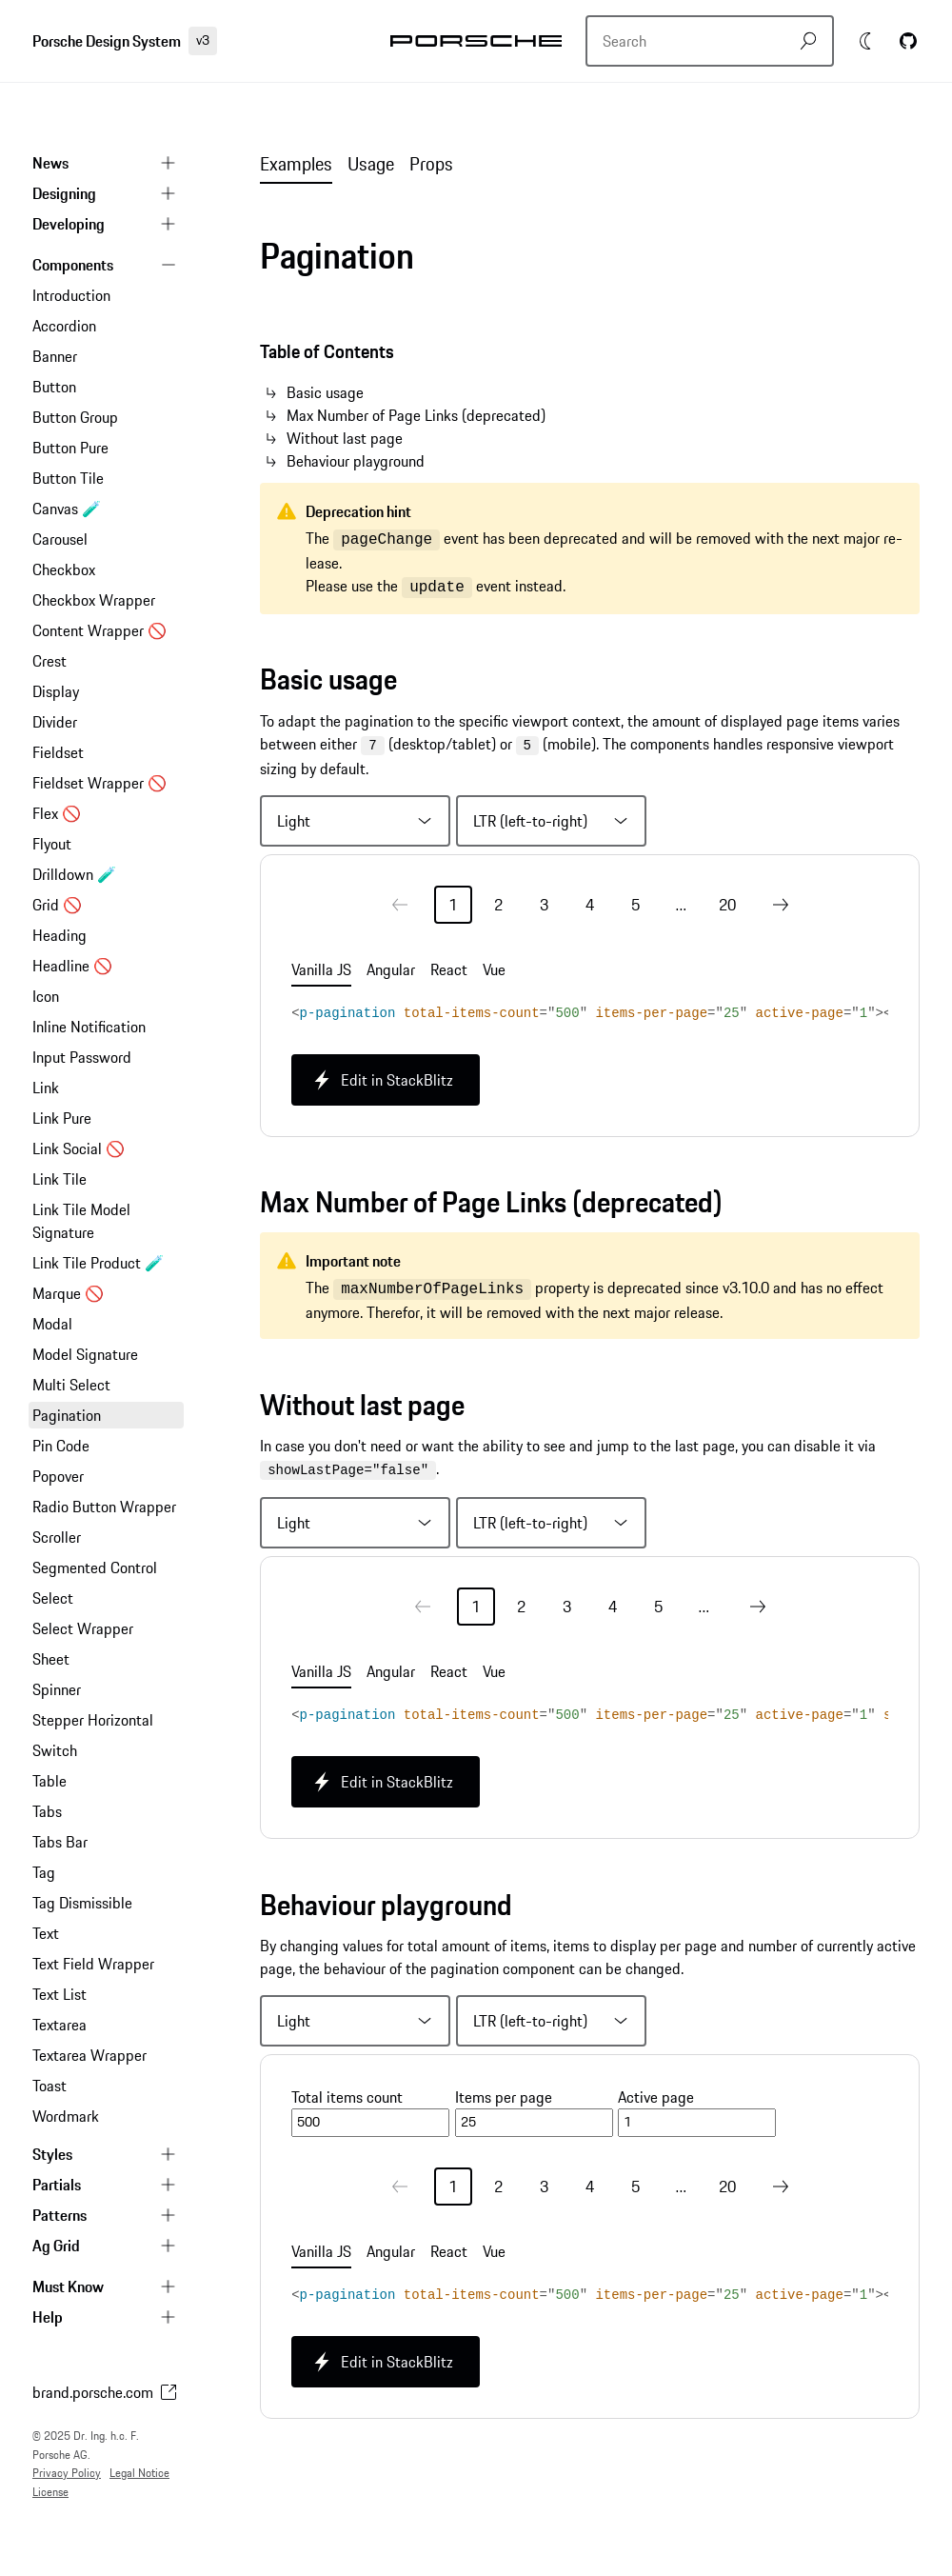 Porsche Design System v3
PORSCHE
Search
News
Designing
Developing
Components
Introduction
Accordion
Banner
Button
Button Group
Button Pure
Button Tile
Canvas 🧪
Carousel
Checkbox
Checkbox Wrapper
Content Wrapper 🚫
Crest
Display
Divider
Fieldset
Fieldset Wrapper 🚫
Flex 🚫
Flyout
Drilldown 🧪
Grid 🚫
Heading
Headline 🚫
Icon
Inline Notification
Input Password
Link
Link Pure
Link Social 🚫
Link Tile
Link Tile Model
Signature
Link Tile Product 🧪
Marque 🚫
Modal
Model Signature
Multi Select
Pagination
Pin Code
Popover
Radio Button Wrapper
Scroller
Segmented Control
Select
Select Wrapper
Sheet
Spinner
Stepper Horizontal
Switch
Table
Tabs
Tabs Bar
Tag
Tag Dismissible
Text
Text Field Wrapper
Text List
Textarea
Textarea Wrapper
Toast
Wordmark
Styles
Partials
Patterns
Ag Grid
Must Know
Help
brand.porsche.com
© 2025 Dr. Ing. h.c. F.
Porsche AG.
Privacy Policy Legal Notice
License
Examples Usage Props
Pagination
Table of Contents
Basic usage
Max Number of Page Links (deprecated)
Without last page
Behaviour playground
Deprecation hint
The pageChange event has been deprecated and will be removed with the next major re-
lease.
Please use the update event instead.
Basic usage
To adapt the pagination to the specific viewport context, the amount of displayed page items varies
between either 7 (desktop/tablet) or 5 (mobile). The components handles responsive viewport
sizing by default.
Light LTR (left-to-right)
1 2 3 4 5 ... 20
Vanilla JS Angular React Vue
<p-pagination total-items-count="500" items-per-page="25" active-page="1"><
Edit in StackBlitz
Max Number of Page Links (deprecated)
Important note
The maxNumberOfPageLinks property is deprecated since v3.10.0 and has no effect
anymore. Therefor, it will be removed with the next major release.
Without last page
In case you don't need or want the ability to see and jump to the last page, you can disable it via
showLastPage="false".
Light LTR (left-to-right)
1 2 3 4 5 ...
Vanilla JS Angular React Vue
<p-pagination total-items-count="500" items-per-page="25" active-page="1" s
Edit in StackBlitz
Behaviour playground
By changing values for total amount of items, items to display per page and number of currently active
page, the behaviour of the pagination component can be changed.
Light LTR (left-to-right)
Total items count Items per page Active page
500 25 1
1 2 3 4 5 ... 20
Vanilla JS Angular React Vue
<p-pagination total-items-count="500" items-per-page="25" active-page="1"><
Edit in StackBlitz